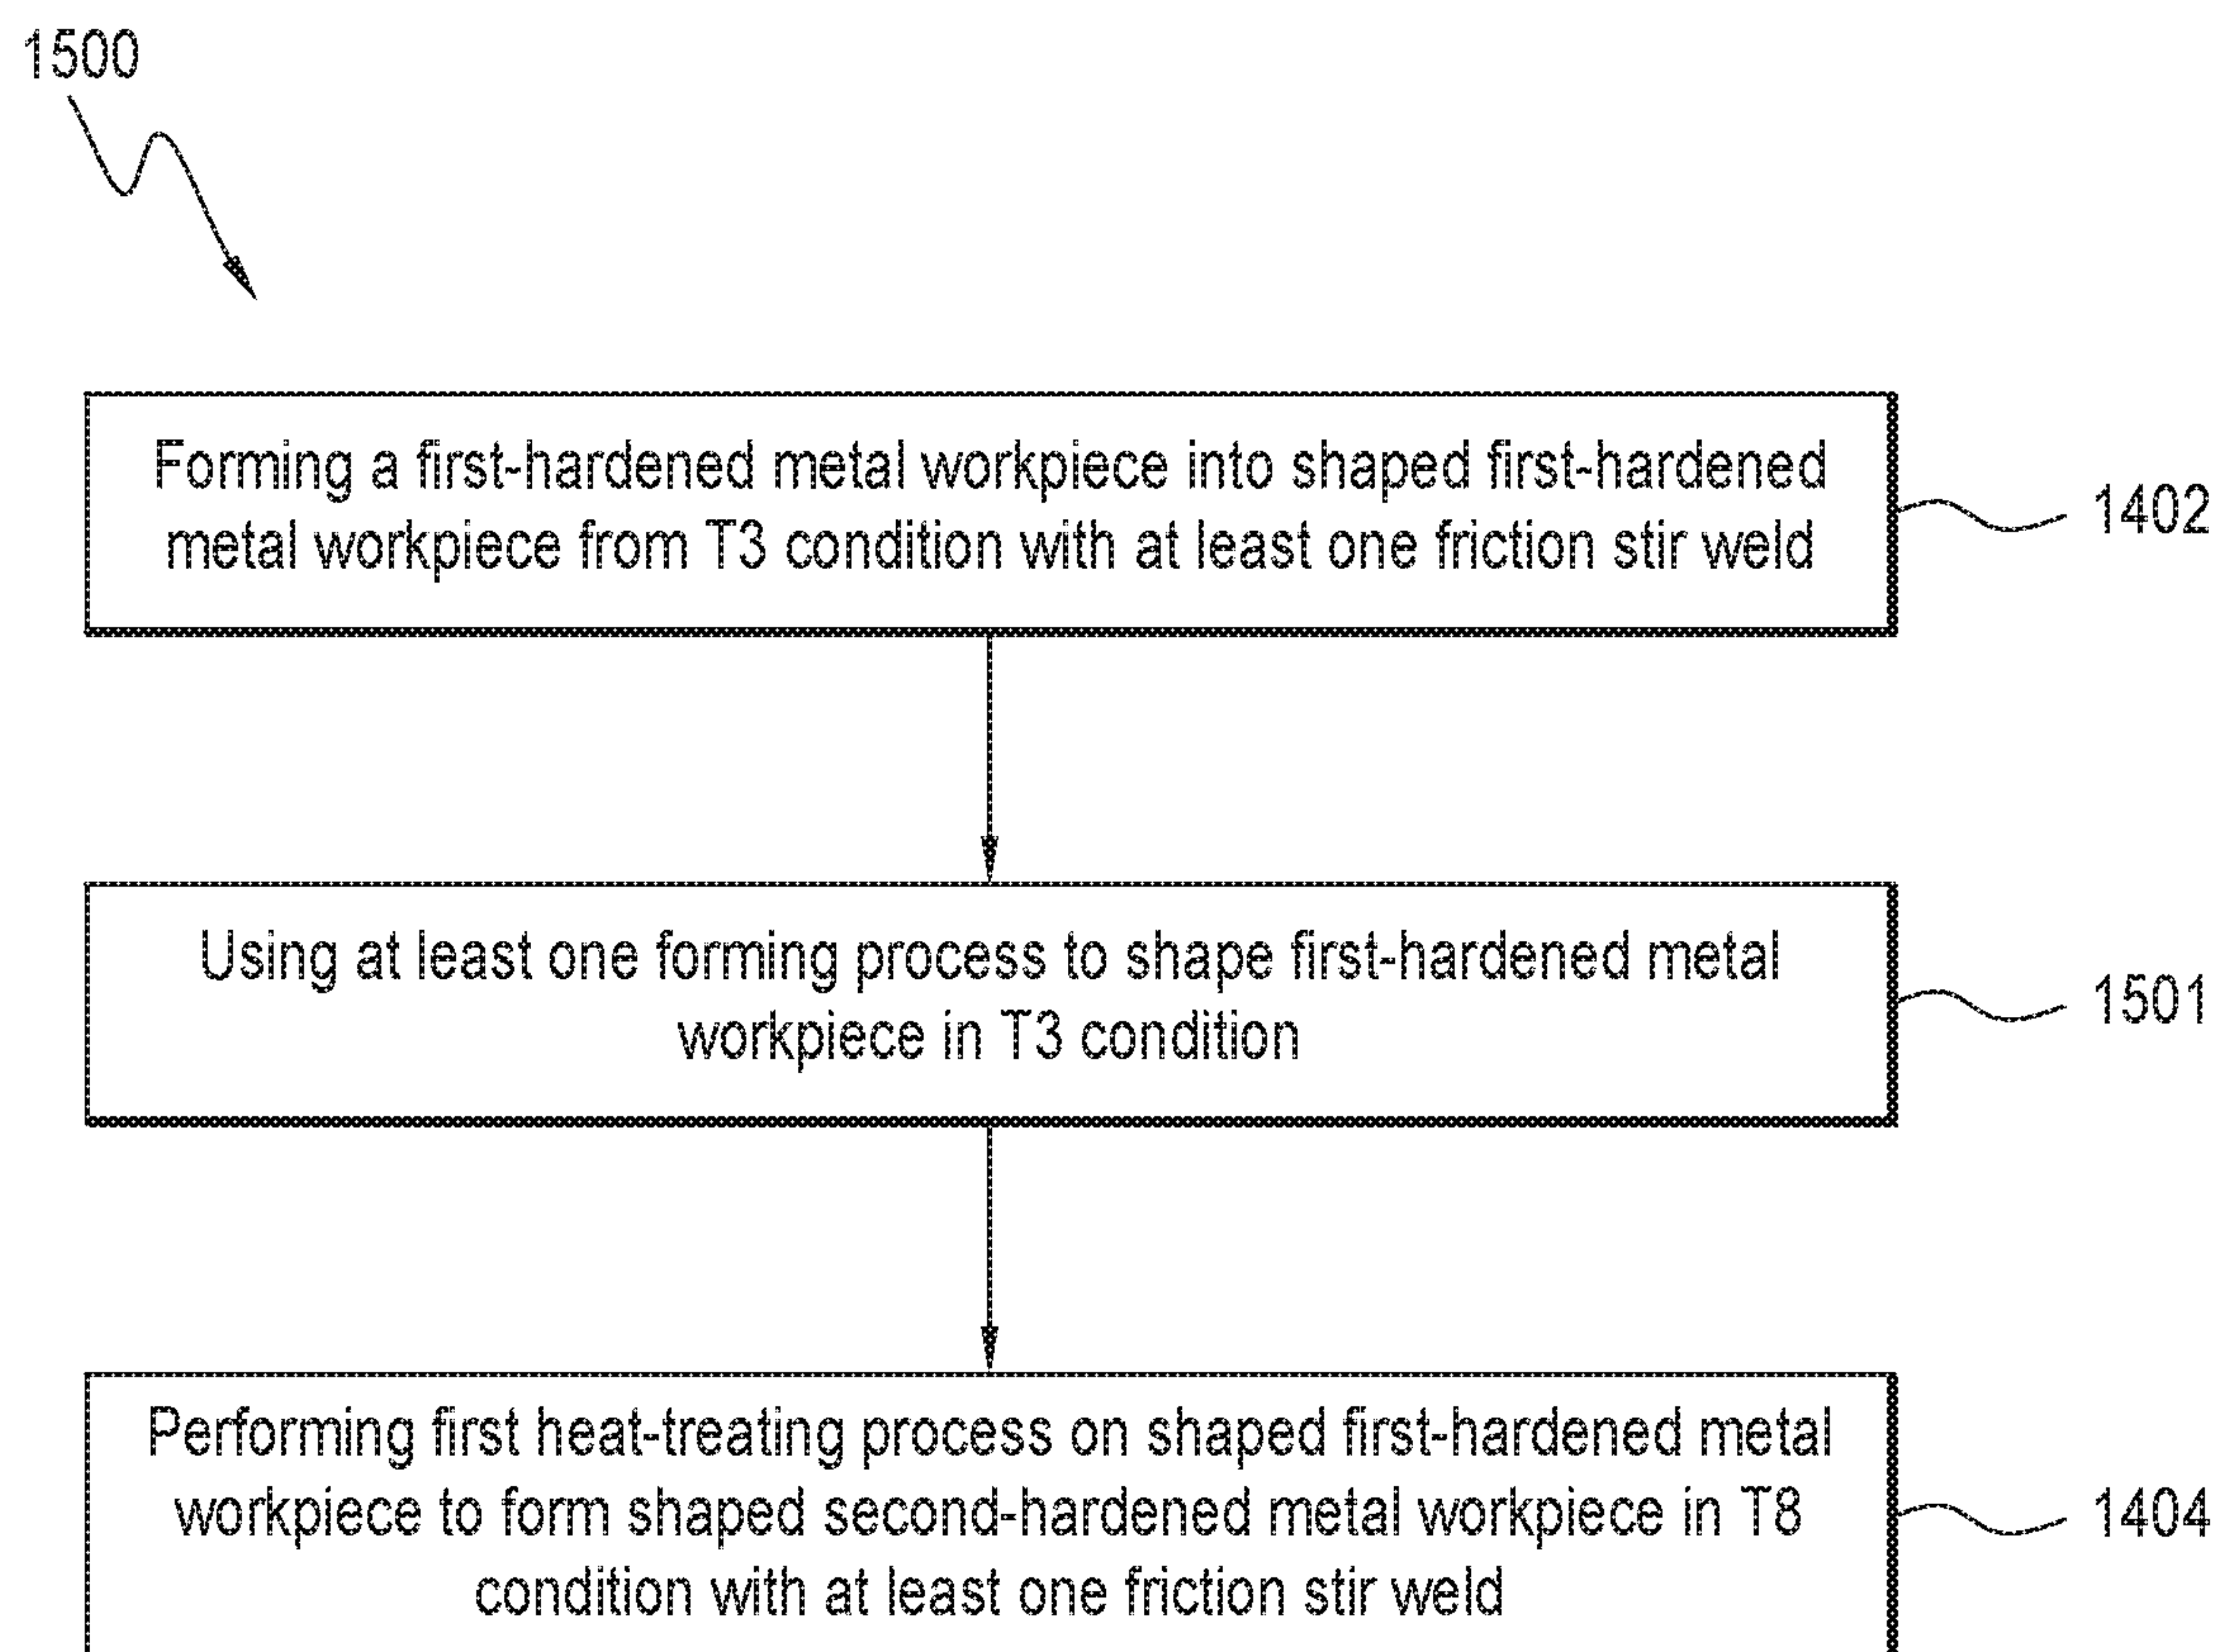 1500
Forming a first-hardened metal workpiece into shaped first-hardened
metal workpiece from T3 condition with at least one friction stir weld
1402
Using at least one forming process to shape first-hardened metal
workpiece in T3 condition
1501
Performing first heat-treating process on shaped first-hardened metal
workpiece to form shaped second-hardened metal workpiece in T8
condition with at least one friction stir weld
1404